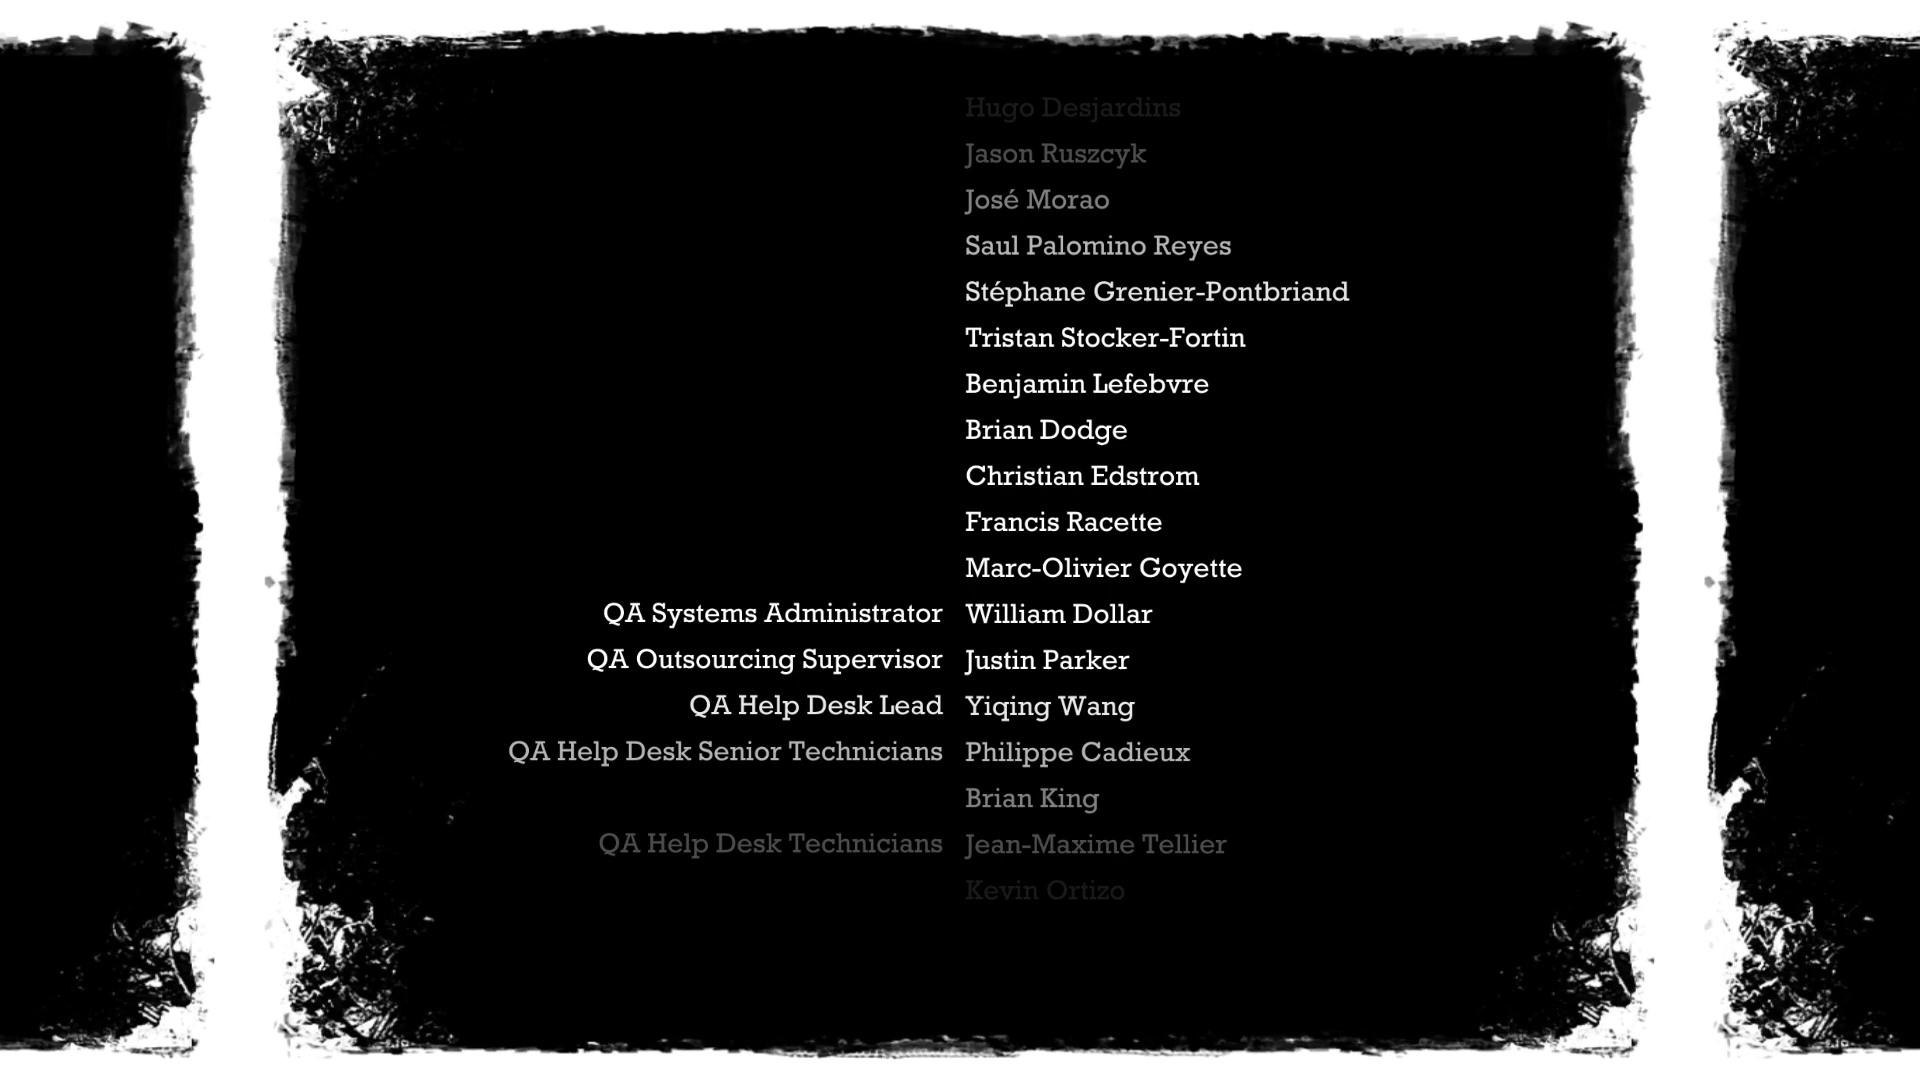 Hugo Desjardins
Jason Ruszcyk
José Morao
Saul Palomino Reyes
Stéphane Grenier-Pontbriand
Tristan Stocker-Fortin
Benjamin Lefebvre
Brian Dodge
Christian Edstrom
Francis Racette
Marc-Olivier Goyette
QA Systems Administrator William Dollar
QA Outsourcing Supervisor Justin Parker
QA Help Desk Lead Yiqing Wang
QA Help Desk Senior Technicians Philippe Cadieux
Brian King
QA Help Desk Technicians Jean-Maxime Tellier
Kevin Ortizo